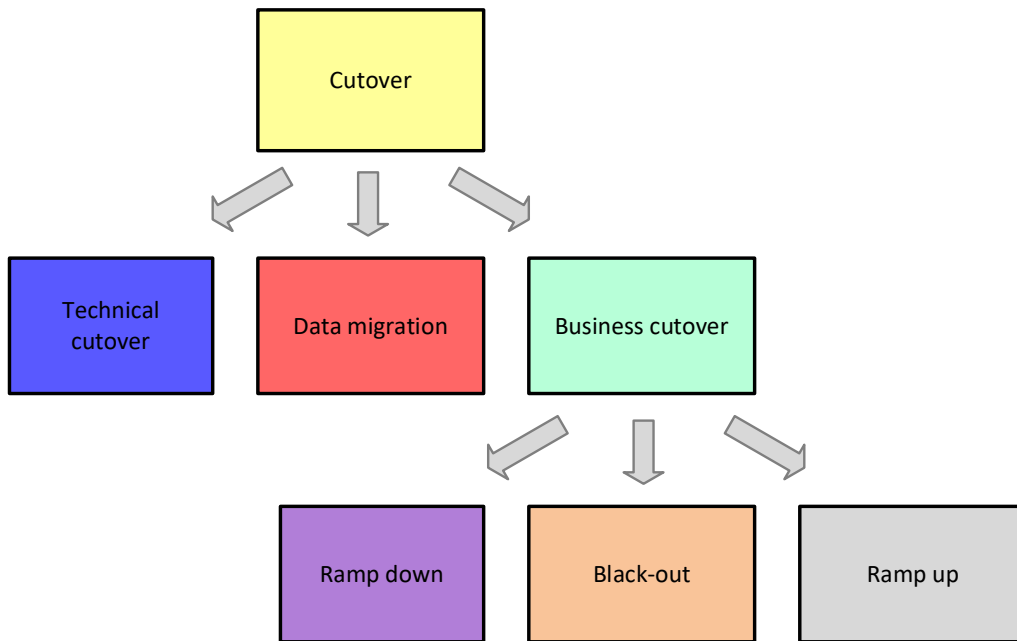 Cutover
Technical
cutover
Data migration
Business cutover
Ramp down
Black-out
Ramp up